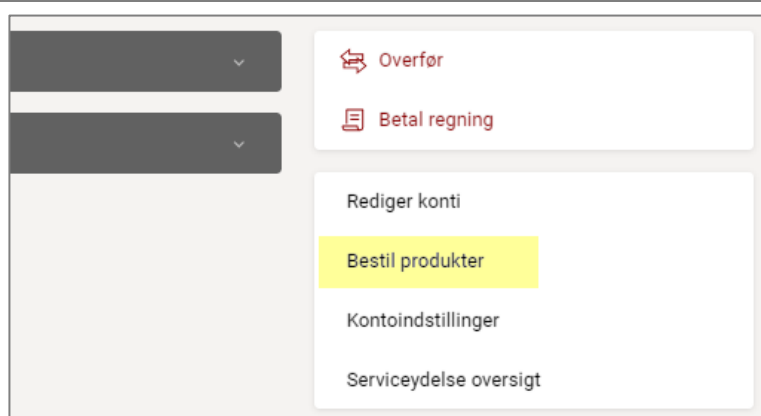 Overfør
Betal regning
Rediger konti
Bestil produkter
Kontoindstillinger
Serviceydelse oversigt